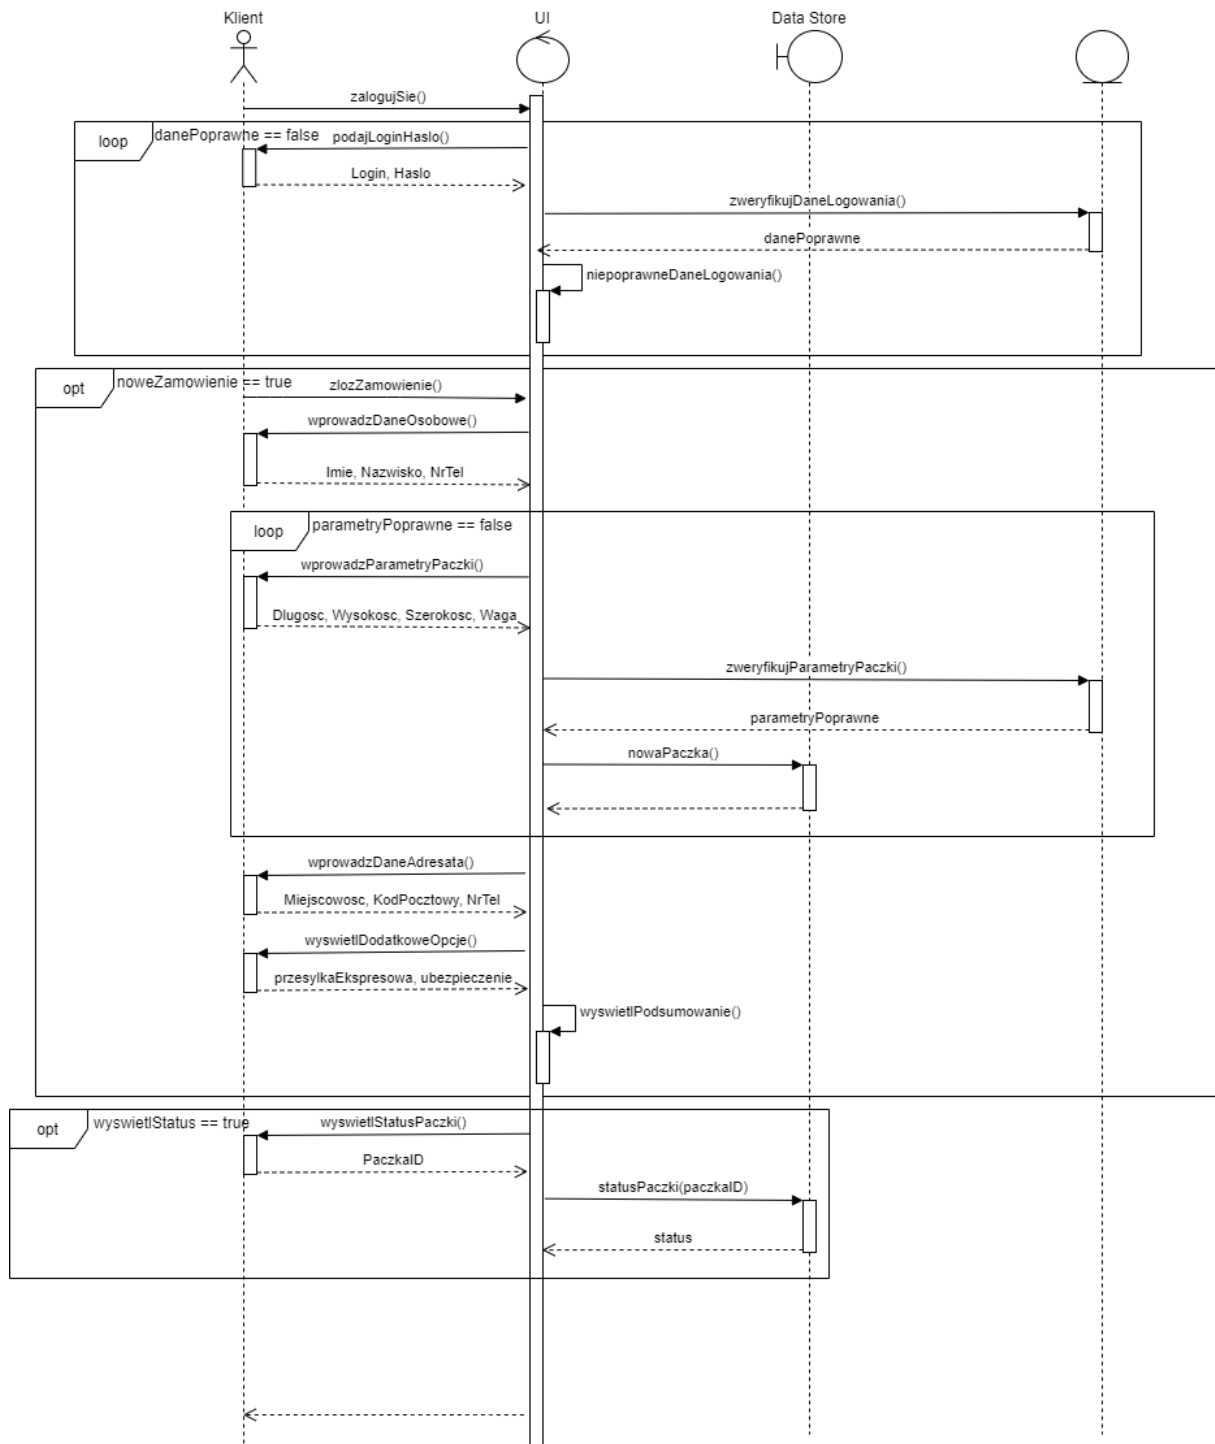 Klient
UI
Data Store
zalogujSie()
loop
danePoprawne == false
podajLoginHaslo()
Login, Haslo
zweryfikujDaneLogowania()
danePoprawne
niepoprawneDaneLogowania()
opt
noweZamowienie == true
zlozZamowienie()
wprowadzDaneOsobowe()
Imie, Nazwisko, NrTel
loop
parametryPoprawne == false
wprowadzParametryPaczki()
Dlugosc, Wysokosc, Szerokosc, Waga
zweryfikujParametryPaczki()
parametryPoprawne
nowaPaczka()
wprowadzDaneAdresata()
Miejscowosc, KodPocztowy, NrTel
wyswietlDodatkoweOpcje()
przesylkaEkspresowa, ubezpieczenie
wyswietlPodsumowanie()
opt
wyswietlStatus == true
wyswietlStatusPaczki()
PaczkaID
statusPaczki(paczkaID)
status